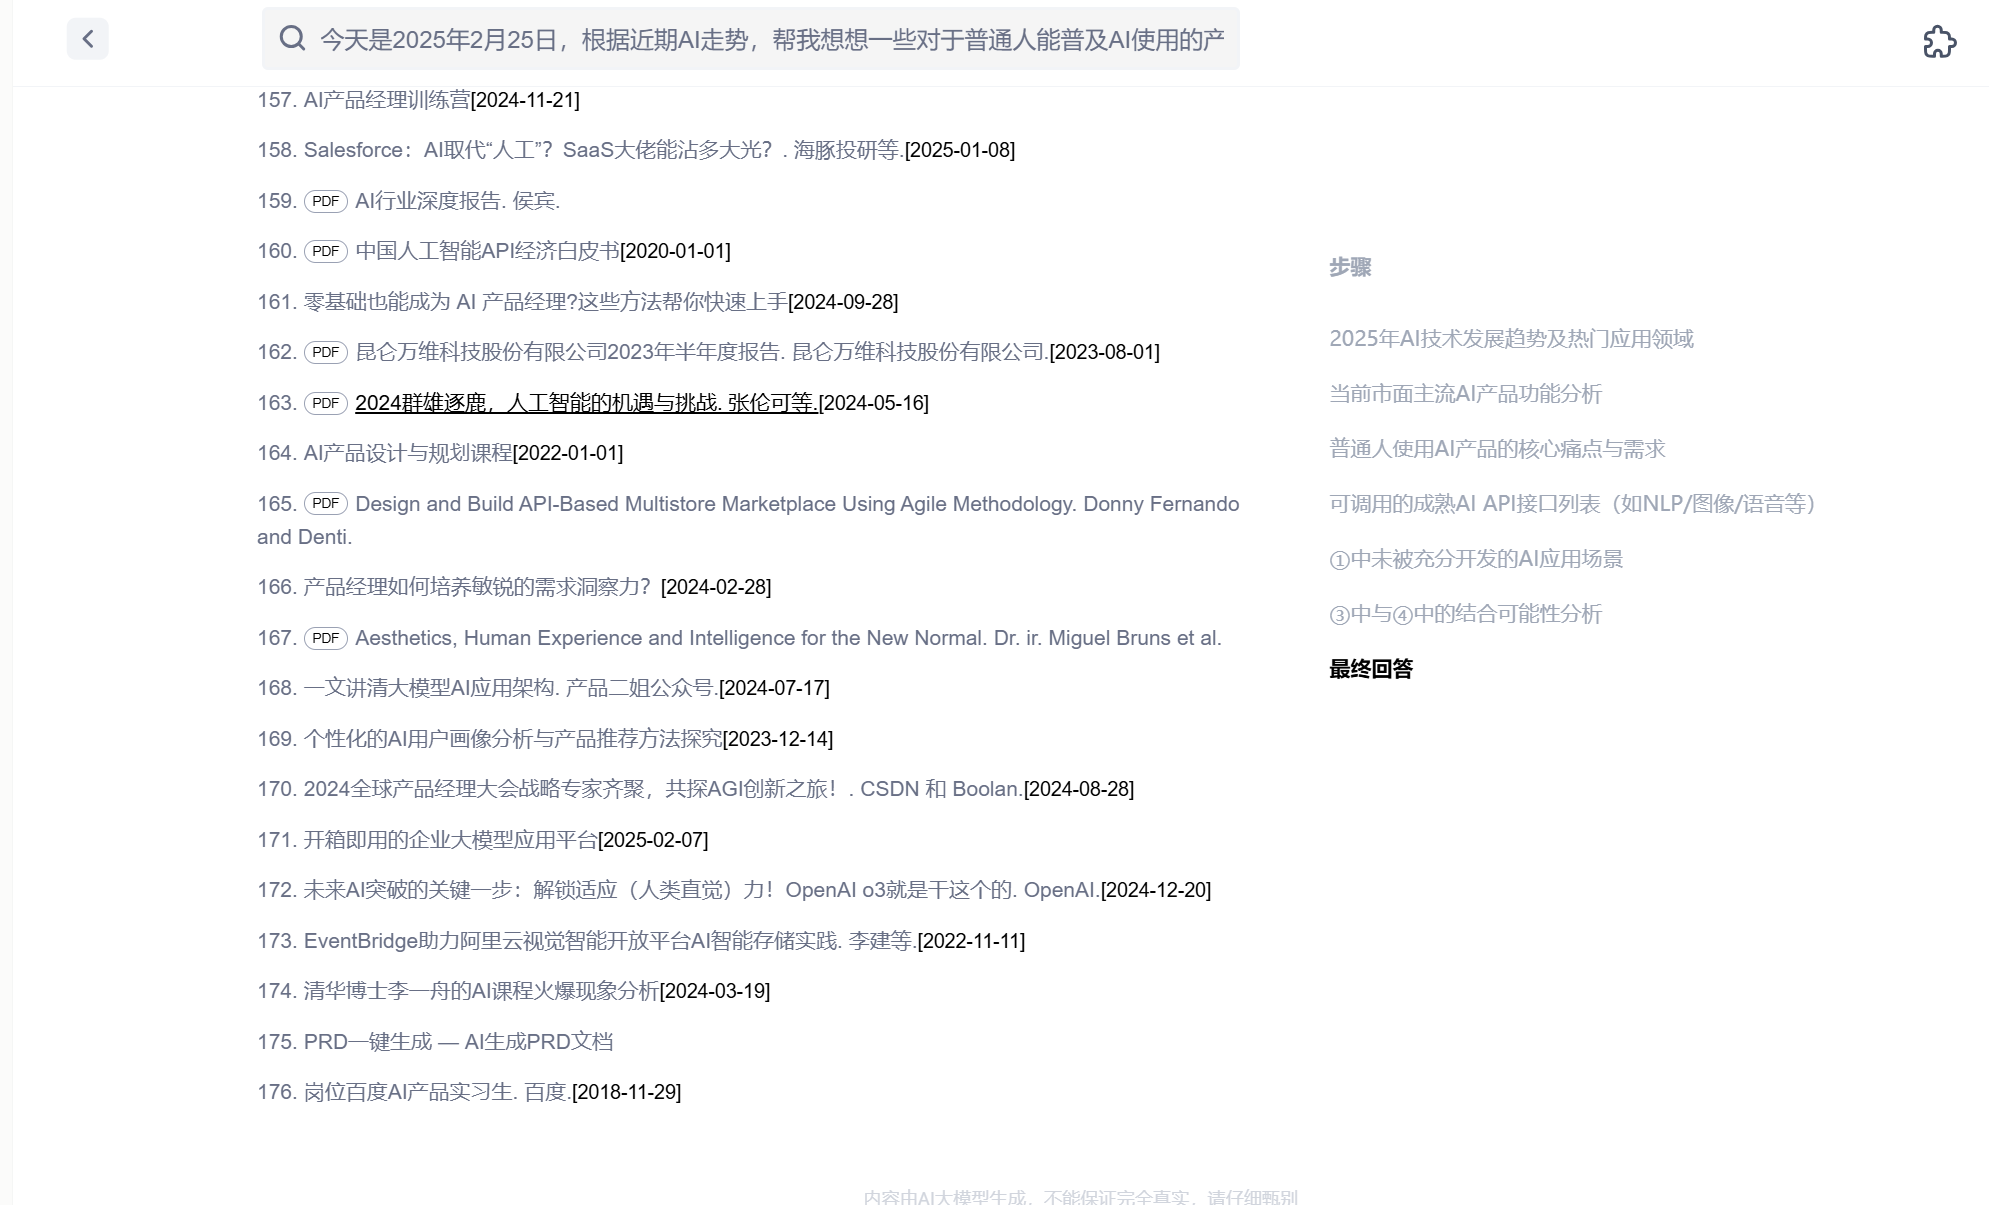 今天是2025年2月25日，根据近期AI走势，帮我想想一些对于普通人能普及AI使用的产
157. AI产品经理训练营[2024-11-21]
158. Salesforce：AI取代“人工”？SaaS大佬能沾多大光？. 海豚投研等.[2025-01-08]
159. PDF AI行业深度报告. 侯宾.
160. PDF 中国人工智能API经济白皮书[2020-01-01]
161. 零基础也能成为 AI 产品经理?这些方法帮你快速上手[2024-09-28]
162. PDF 昆仑万维科技股份有限公司2023年半年度报告. 昆仑万维科技股份有限公司.[2023-08-01]
163. PDF 2024群雄逐鹿，人工智能的机遇与挑战. 张伦可等.[2024-05-16]
164. AI产品设计与规划课程[2022-01-01]
165. PDF Design and Build API-Based Multistore Marketplace Using Agile Methodology. Donny Fernando
and Denti.
166. 产品经理如何培养敏锐的需求洞察力？[2024-02-28]
167. PDF Aesthetics, Human Experience and Intelligence for the New Normal. Dr. ir. Miguel Bruns et al.
168. 一文讲清大模型AI应用架构. 产品二姐公众号.[2024-07-17]
169. 个性化的AI用户画像分析与产品推荐方法探究[2023-12-14]
170. 2024全球产品经理大会战略专家齐聚，共探AGI创新之旅！. CSDN 和 Boolan.[2024-08-28]
171. 开箱即用的企业大模型应用平台[2025-02-07]
172. 未来AI突破的关键一步：解锁适应（人类直觉）力！OpenAI o3就是干这个的. OpenAI.[2024-12-20]
173. EventBridge助力阿里云视觉智能开放平台AI智能存储实践. 李建等.[2022-11-11]
174. 清华博士李一舟的AI课程火爆现象分析[2024-03-19]
175. PRD一键生成 — AI生成PRD文档
176. 岗位百度AI产品实习生. 百度.[2018-11-29]
步骤
2025年AI技术发展趋势及热门应用领域
当前市面主流AI产品功能分析
普通人使用AI产品的核心痛点与需求
可调用的成熟AI API接口列表（如NLP/图像/语音等）
①中未被充分开发的AI应用场景
③中与④中的结合可能性分析
最终回答
内容由AI大模型生成，不能保证完全真实，请仔细甄别